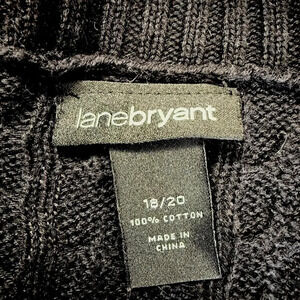 lanebryant
18/20
100% COTTON
MADE IN
CHINA